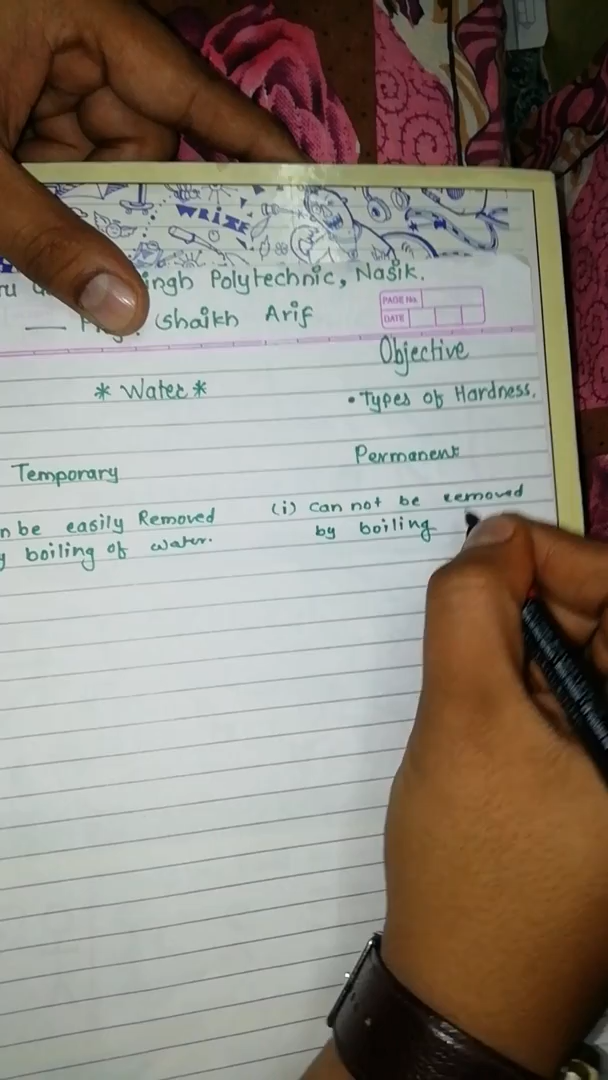 WRITE
ingh Polytechnic, Nasik.
Shaikh Arif
PAGE No.
DATE
Objective
* Water *
• Types of Hardness.
Temporary
Permanent
be easily Removed
boiling of water.
(i) can not be removed
by boiling